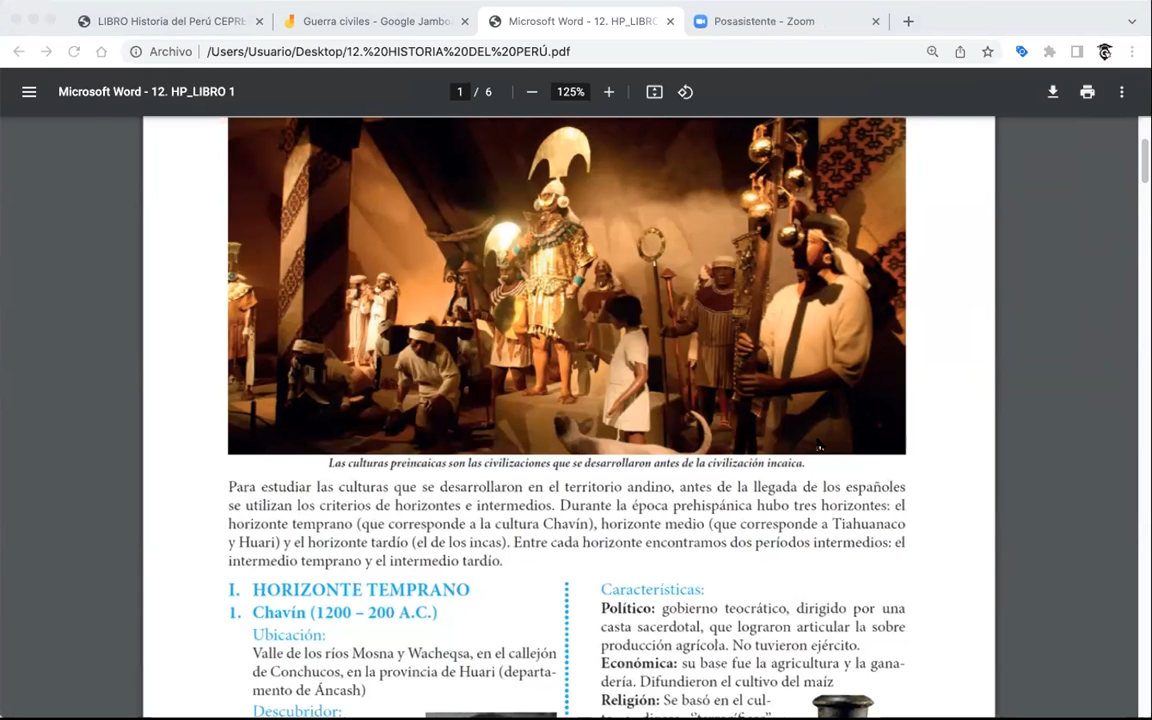 LIBRO Historia del Perú CEPRE
Guerra civiles - Google Jambo
Microsoft Word - 12. HP_LIBRO
Posasistente - Zoom
Archivo /Users/Usuario/Desktop/12.%20HISTORIA%20DEL%20PERÚ.pdf
Microsoft Word - 12. HP_LIBRO 1
1 / 6
125%
Las culturas preincaicas son las civilizaciones que se desarrollaron antes de la civilización incaica.
Para estudiar las culturas que se desarrollaron en el territorio andino, antes de la llegada de los españoles
se utilizan los criterios de horizontes e intermedios. Durante la época prehispánica hubo tres horizontes: el
horizonte temprano (que corresponde a la cultura Chavín), horizonte medio (que corresponde a Tiahuanaco
y Huari) y el horizonte tardío (el de los incas). Entre cada horizonte encontramos dos períodos intermedios: el
intermedio temprano y el intermedio tardío.
I. HORIZONTE TEMPRANO
1. Chavín (1200 – 200 A.C.)
Ubicación:
Valle de los ríos Mosna y Wacheqsa, en el callejón
de Conchucos, en la provincia de Huari (departa-
mento de Áncash)
Descubridor:
Características:
Político: gobierno teocrático, dirigido por una
casta sacerdotal, que lograron articular la sobre
producción agrícola. No tuvieron ejército.
Económica: su base fue la agricultura y la gana-
dería. Difundieron el cultivo del maíz
Religión: Se basó en el cul-